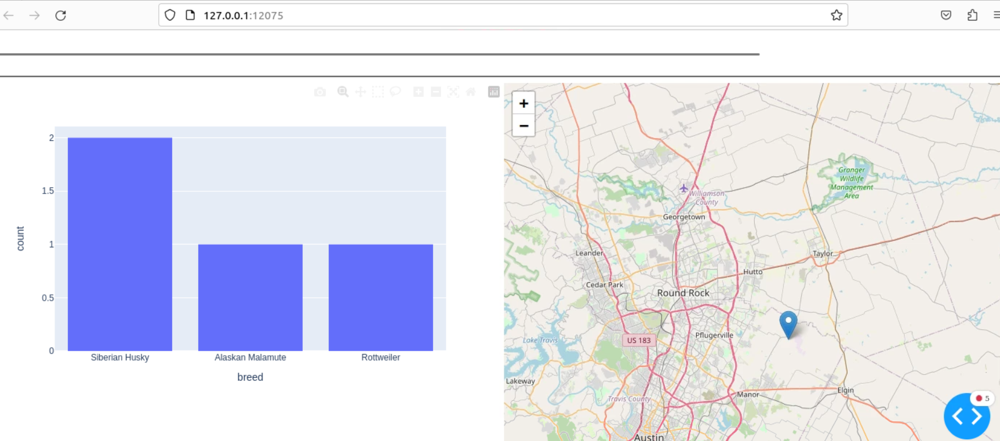 127.0.0.1:12075
2
1.5
1
0.5
0
count
Siberian Husky
Alaskan Malamute
Rottweiler
breed
+
−
Granger
Wildlife
Management
Area
Williamson
County
Georgetown
Leander
Taylor
Hutto
Cedar Park
Round Rock
US 183
Pflugerville
Lake Travis
Lakeway
Travis County
Manor
Elgin
Austin
5